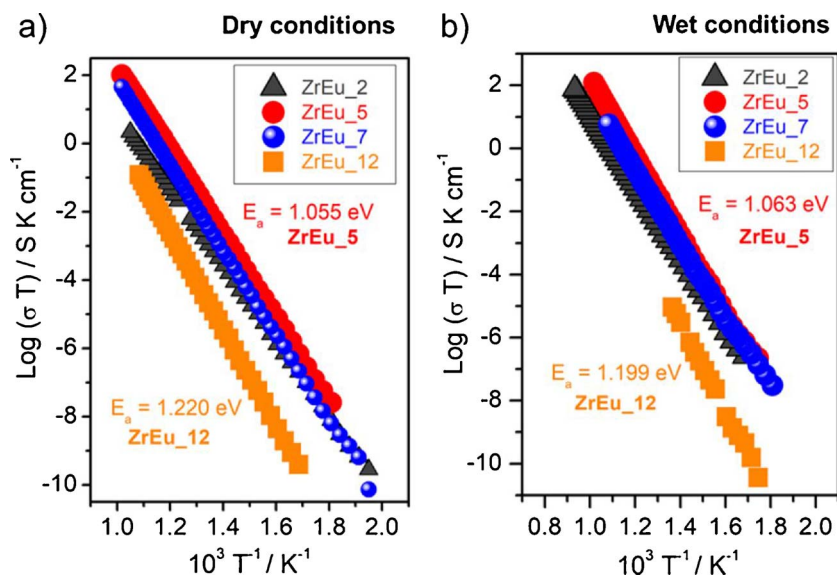 a) Dry conditions
2
0
-2
-4
-6
-8
-10
Log (σ T) / S K cm⁻¹
ZrEu_2
ZrEu_5
ZrEu_7
ZrEu_12
Eₐ = 1.055 eV
ZrEu_5
Eₐ = 1.220 eV
ZrEu_12
1.0 1.2 1.4 1.6 1.8 2.0
10³ T⁻¹ / K⁻¹
b) Wet conditions
2
0
-2
-4
-6
-8
-10
Log (σ T) / S K cm⁻¹
ZrEu_2
ZrEu_5
ZrEu_7
ZrEu_12
Eₐ = 1.063 eV
ZrEu_5
Eₐ = 1.199 eV
ZrEu_12
0.8 1.0 1.2 1.4 1.6 1.8 2.0
10³ T⁻¹ / K⁻¹